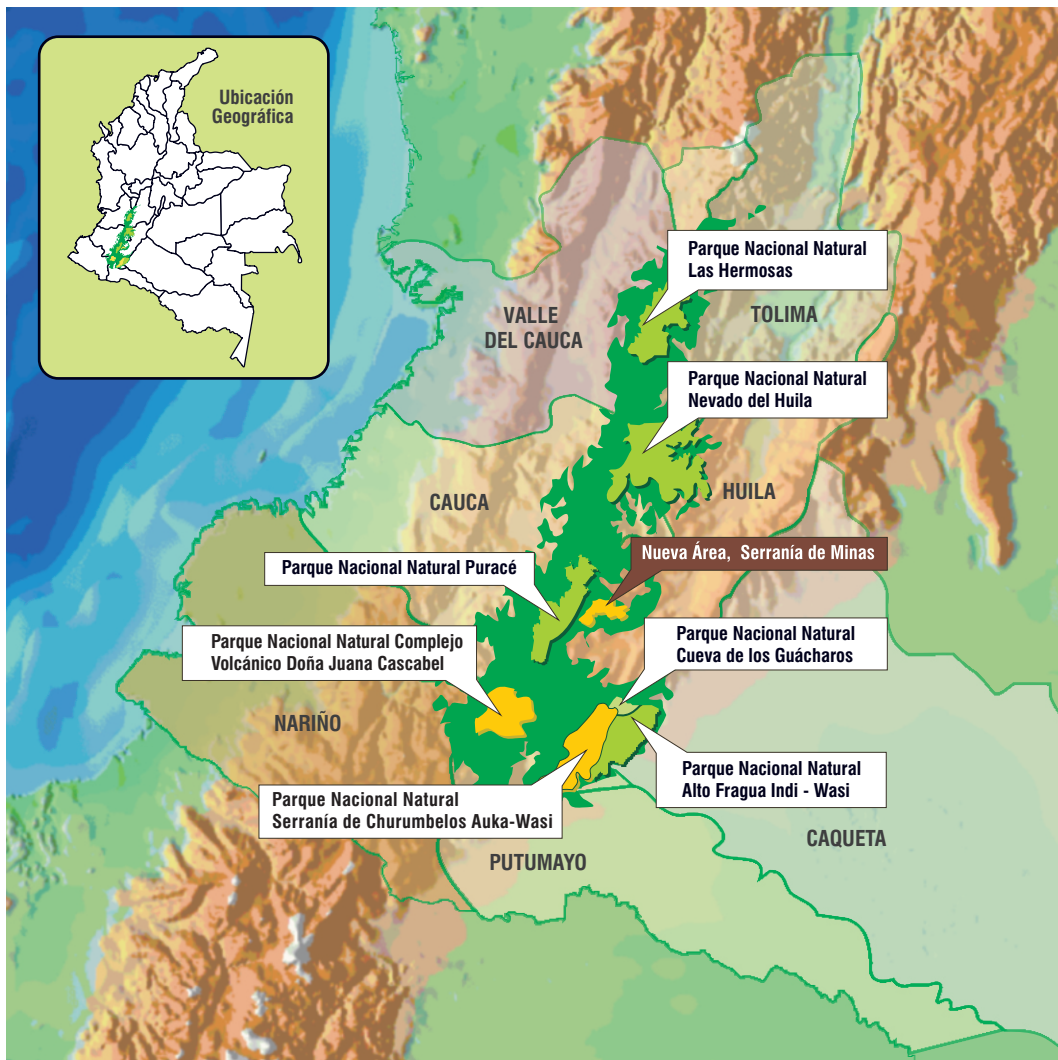 Ubicación
Geográfica
Parque Nacional Natural
Las Hermosas
VALLE
DEL CAUCA
TOLIMA
Parque Nacional Natural
Nevado del Huila
CAUCA
HUILA
Nueva Área, Serranía de Minas
Parque Nacional Natural Puracé
Parque Nacional Natural
Cueva de los Guácharos
Parque Nacional Natural Complejo
Volcánico Doña Juana Cascabel
NARIÑO
Parque Nacional Natural
Alto Fragua Indi - Wasi
Parque Nacional Natural
Serranía de Churumbelos Auka-Wasi
CAQUETA
PUTUMAYO